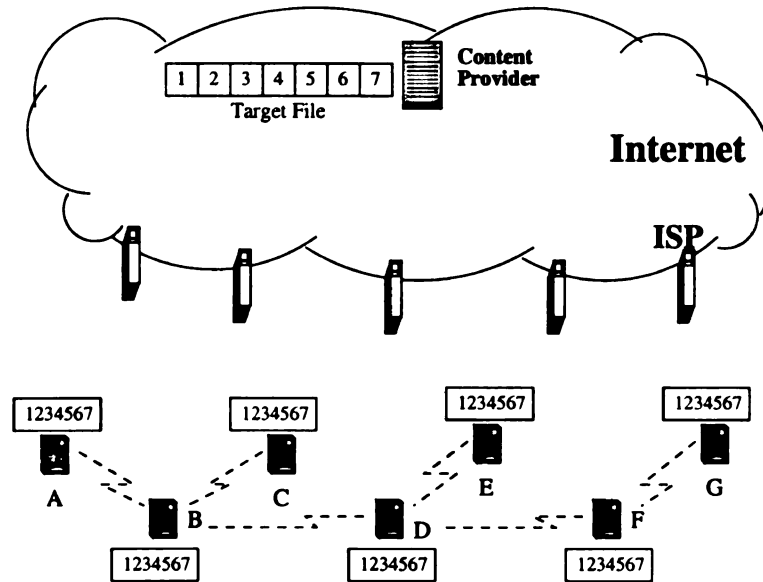 Content
Provider
1 2 3 4 5 6 7
Target File
Internet
ISP
1234567 1234567 1234567 1234567
A B C D E F G
1234567 1234567 1234567